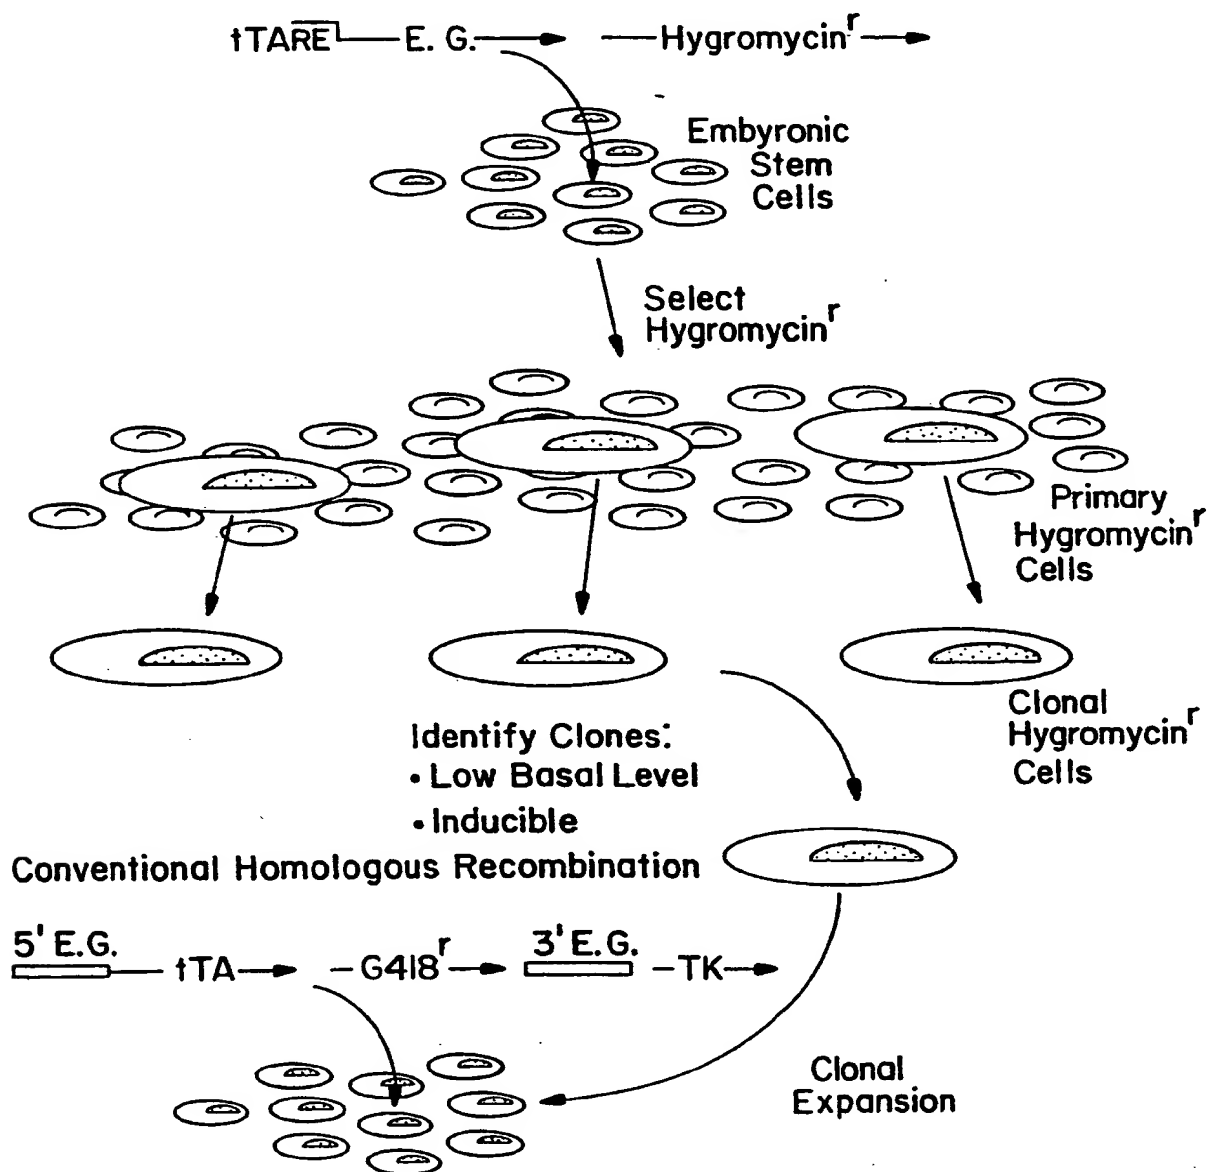 tTARE E. G. Hygromycin^r
Embyronic
Stem
Cells
Select
Hygromycin^r
Primary
Hygromycin^r
Cells
Clonal
Hygromycin^r
Cells
Identify Clones:
• Low Basal Level
• Inducible
Conventional Homologous Recombination
5' E.G. tTA G418^r 3' E.G. TK
Clonal
Expansion